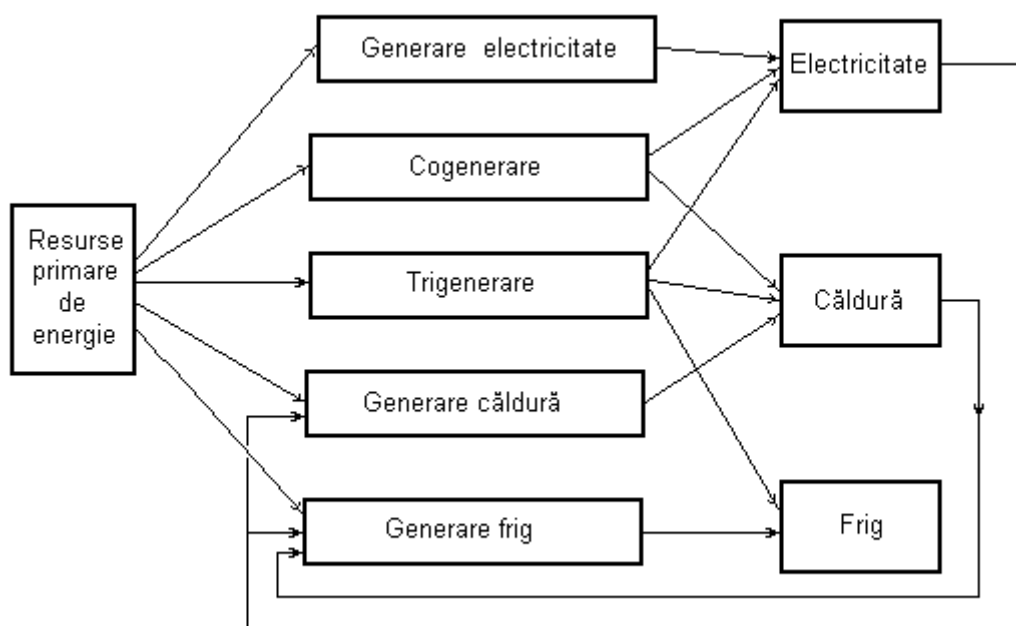 Generare electricitate
Electricitate
Cogenerare
Resurse
primare
de
energie
Trigenerare
Căldură
Generare căldură
Generare frig
Frig